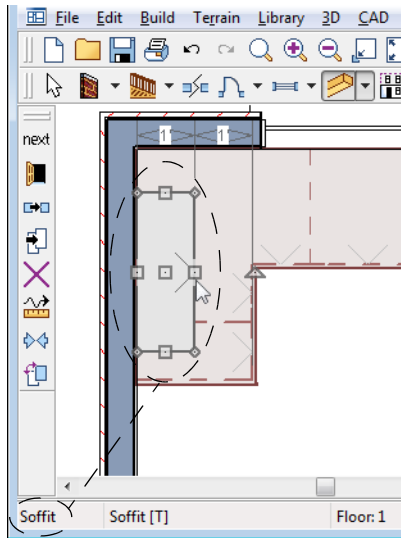 File Edit Build Terrain Library 3D CAD
next
1 1
Soffit Soffit [T] Floor: 1